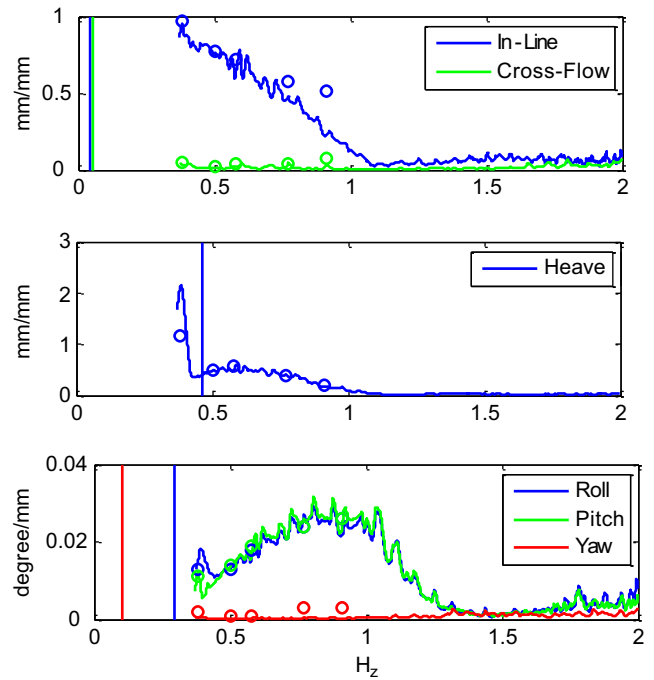 1
0.5
0
mm/mm
In-Line
Cross-Flow
0 0.5 1 1.5 2
3
2
1
0
mm/mm
Heave
0 0.5 1 1.5 2
0.04
0.02
0
degree/mm
Roll
Pitch
Yaw
0 0.5 1 1.5 2
Hz